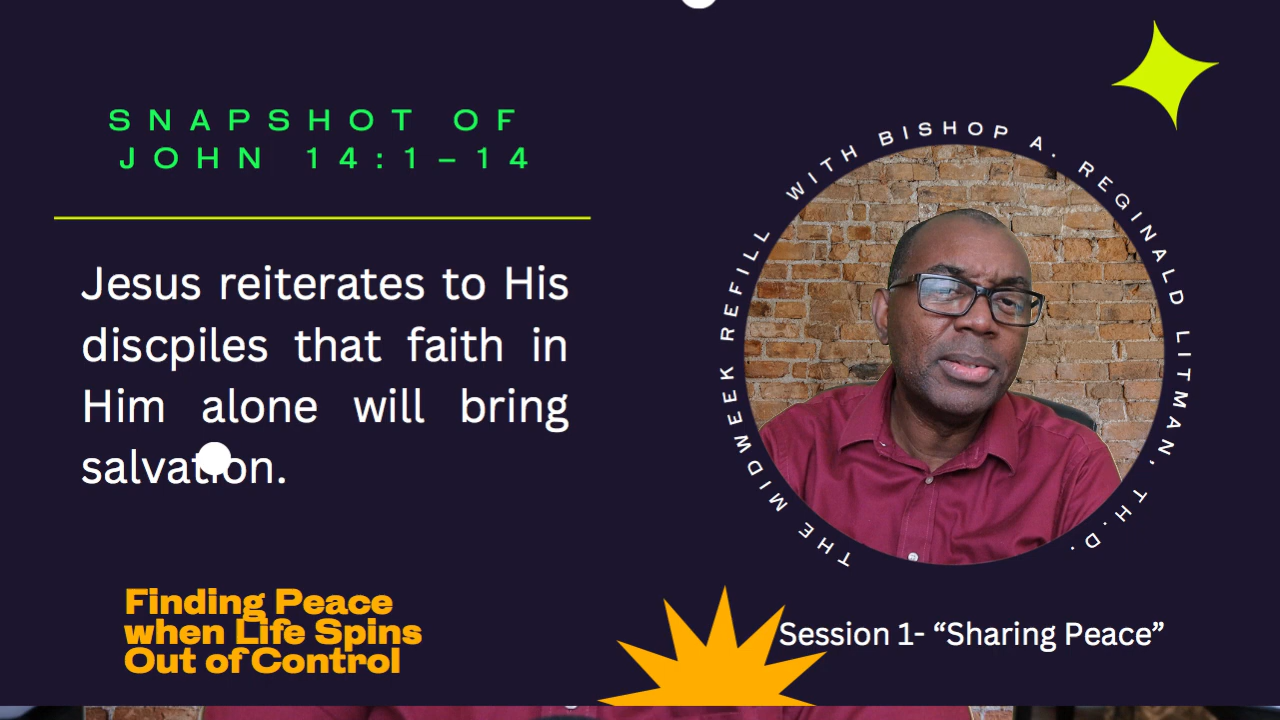 SNAPSHOT OF
JOHN 14:1-14
Jesus reiterates to His
discpiles that faith in
Him alone will bring
salvation.
Finding Peace
when Life Spins
Out of Control
THE MIDWEEK REFILL WITH BISHOP A. REGINALD LITMAN, TH.D.
Session 1- “Sharing Peace”